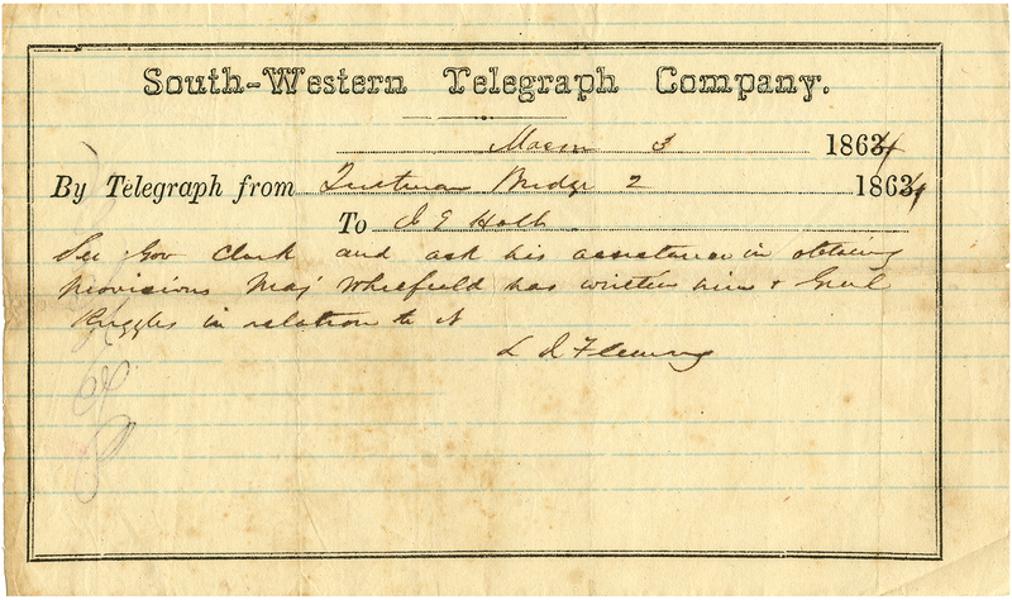 South-Western Telegraph Company.
Macon 3 1864
By Telegraph from Bridge 2 1864
To J E Holt
See Gov Clark and ask his assistance in obtaining
provisions Maj Whitfield has written him & Genl
Ruggles in relation to it
L J Fleming